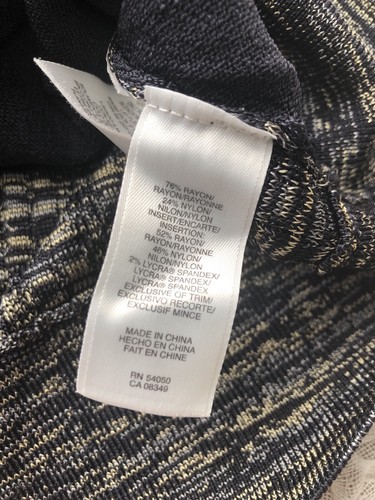 76% RAYON/
RAYON/RAYONNE
24% NYLON/
NILON/NYLON
INSERT/ENCARTE/
INSERTION:
52% RAYON/
RAYON/RAYONNE
46% NYLON/
NILON/NYLON
2% LYCRA® SPANDEX/
LYCRA® SPANDEX/
LYCRA® SPANDEX
EXCLUSIVE OF TRIM/
EXCLUSIVO RECORTE/
EXCLUSIF MINCE
MADE IN CHINA
HECHO EN CHINA
FAIT EN CHINE
RN 54050
CA 08349